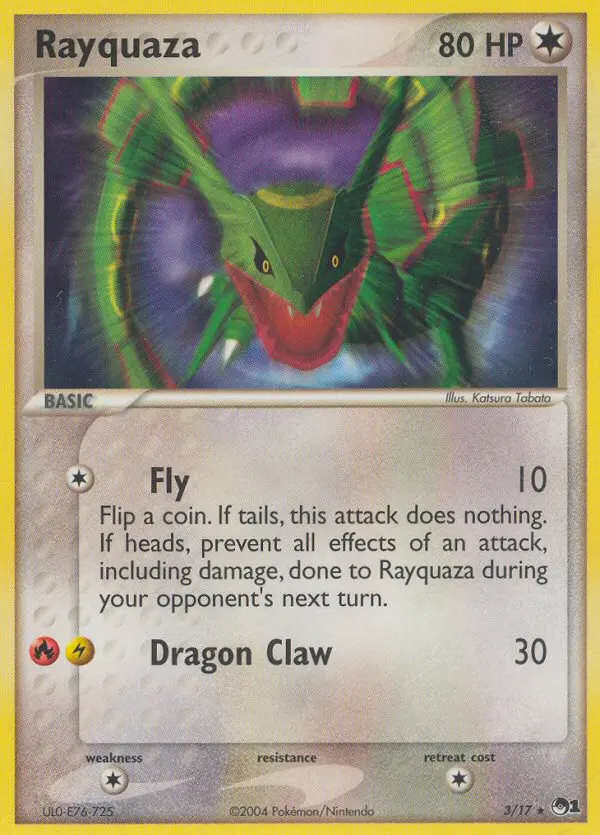 Rayquaza 80 HP
BASIC
Illus. Katsura Tabata
Fly 10
Flip a coin. If tails, this attack does nothing.
If heads, prevent all effects of an attack,
including damage, done to Rayquaza during
your opponent's next turn.
Dragon Claw 30
weakness resistance retreat cost
UL0-E76-725 ©2004 Pokémon/Nintendo 3/17 ★ 1